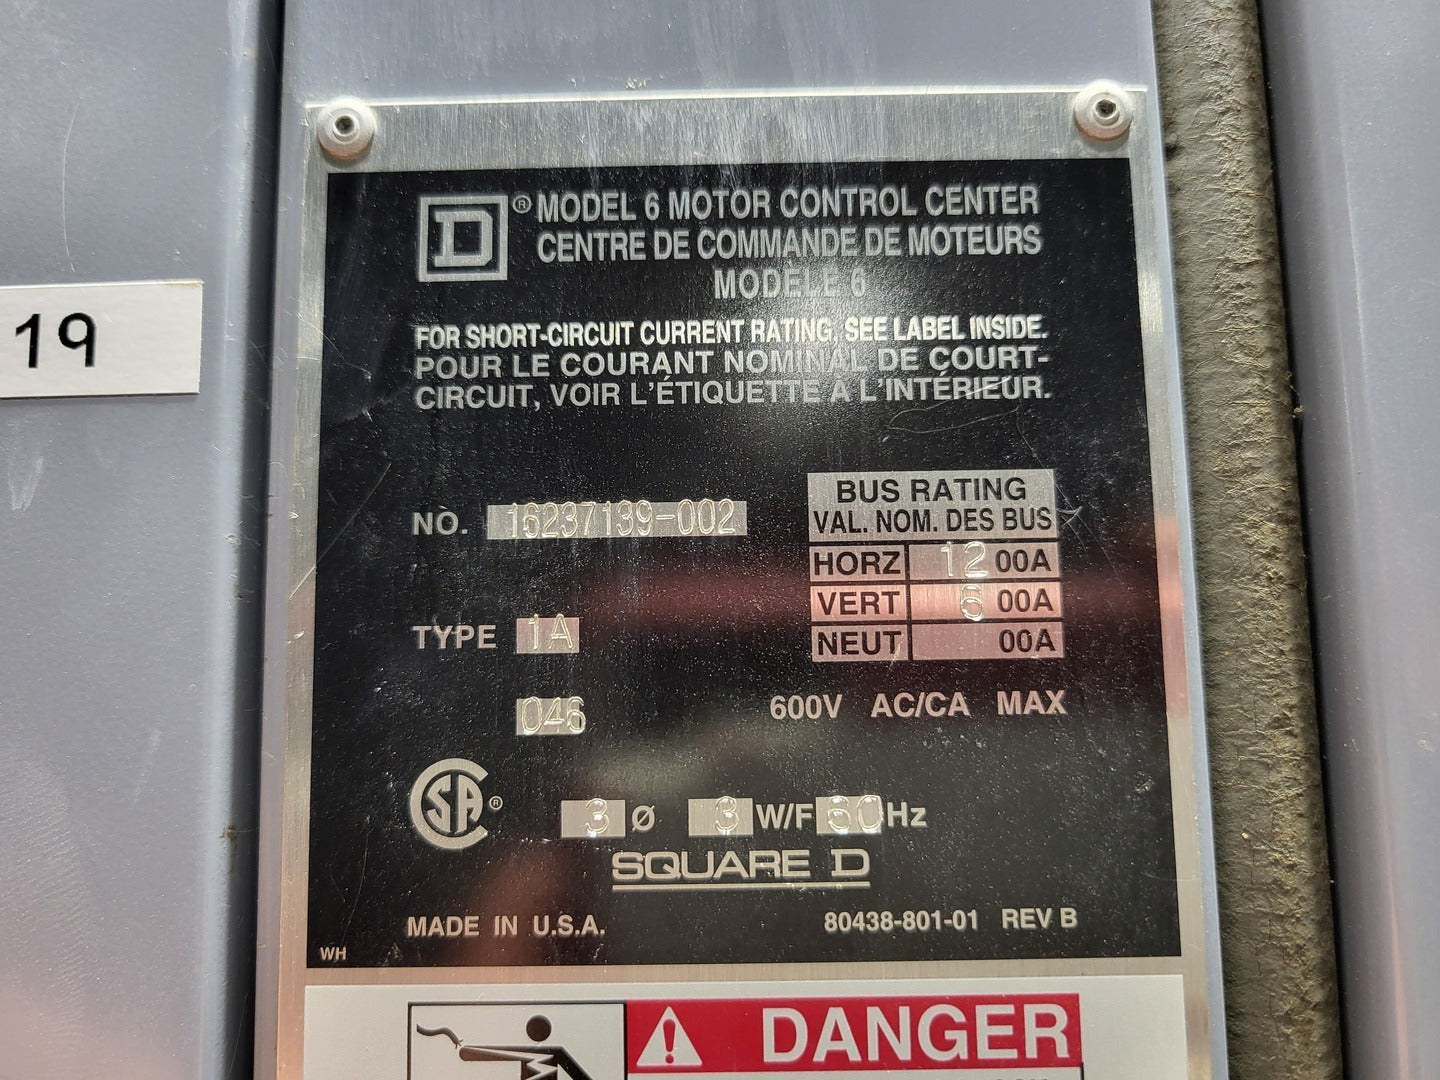 19
D® MODEL 6 MOTOR CONTROL CENTER
CENTRE DE COMMANDE DE MOTEURS
MODELE 6
FOR SHORT-CIRCUIT CURRENT RATING, SEE LABEL INSIDE.
POUR LE COURANT NOMINAL DE COURT-
CIRCUIT, VOIR L'ÉTIQUETTE À L'INTÉRIEUR.
NO. 16237139-002
BUS RATING
VAL. NOM. DES BUS
HORZ 1200A
VERT 600A
NEUT 00A
TYPE 1A
046
600V AC/CA MAX
CSA®
3 Ø 3 W/F 60 Hz
SQUARE D
MADE IN U.S.A.
80438-801-01 REV B
WH
DANGER